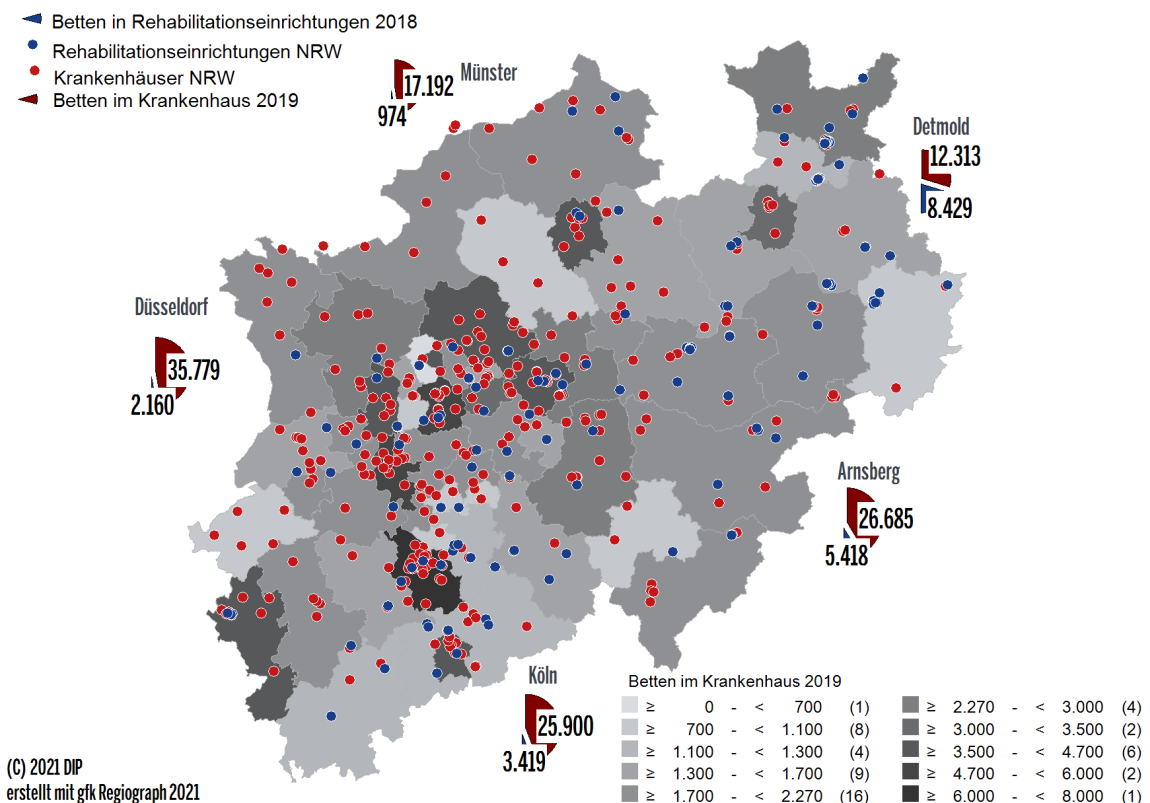 Betten in Rehabilitationseinrichtungen 2018
Rehabilitationseinrichtungen NRW
Krankenhäuser NRW
Betten im Krankenhaus 2019
Münster
17.192
974
Detmold
12.313
8.429
Düsseldorf
35.779
2.160
Arnsberg
26.685
5.418
Köln
25.900
3.419
Betten im Krankenhaus 2019
≥ 0 - < 700 (1)
≥ 700 - < 1.100 (8)
≥ 1.100 - < 1.300 (4)
≥ 1.300 - < 1.700 (9)
≥ 1.700 - < 2.270 (16)
≥ 2.270 - < 3.000 (4)
≥ 3.000 - < 3.500 (2)
≥ 3.500 - < 4.700 (6)
≥ 4.700 - < 6.000 (2)
≥ 6.000 - < 8.000 (1)
(C) 2021 DIP
erstellt mit gfk Regiograph 2021